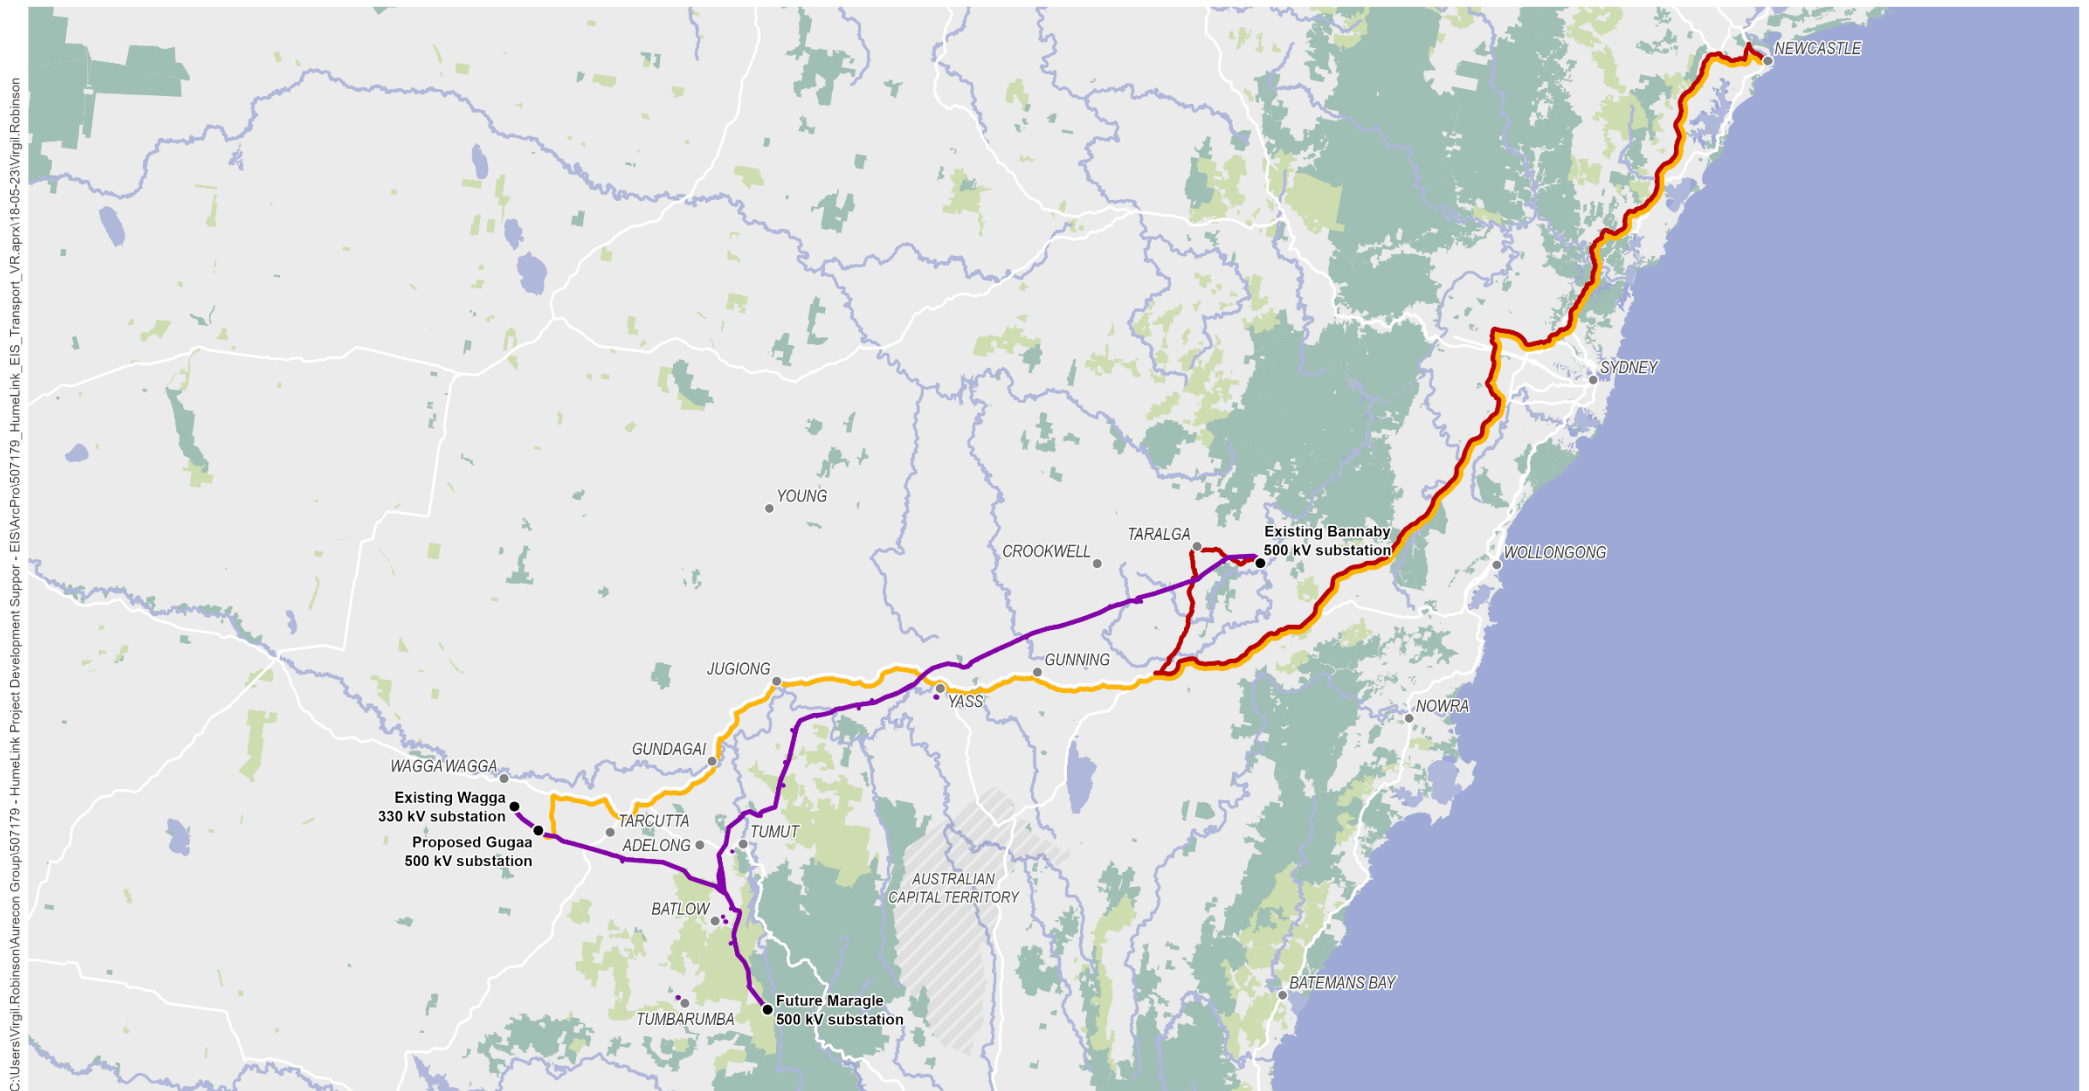 NEWCASTLE
SYDNEY
YOUNG
TARALGA
Existing Bannaby
500 kV substation
CROOKWELL
WOLLONGONG
JUGIONG
GUNNING
YASS
NOWRA
GUNDAGAI
WAGGA WAGGA
Existing Wagga
330 kV substation
TARCUTTA
Proposed Gugaa
500 kV substation
ADELONG
TUMUT
AUSTRALIAN
CAPITAL TERRITORY
BATLOW
BATEMANS BAY
Future Maragle
500 kV substation
TUMBARUMBA
C:\Users\Virgil.Robinson\Aurecon Group\507179 - HumeLink Project Development Suppor - EIS\ArcPro\507179_HumeLink_EIS_Transport_VR.aprx\18-05-23\Virgil.Robinson